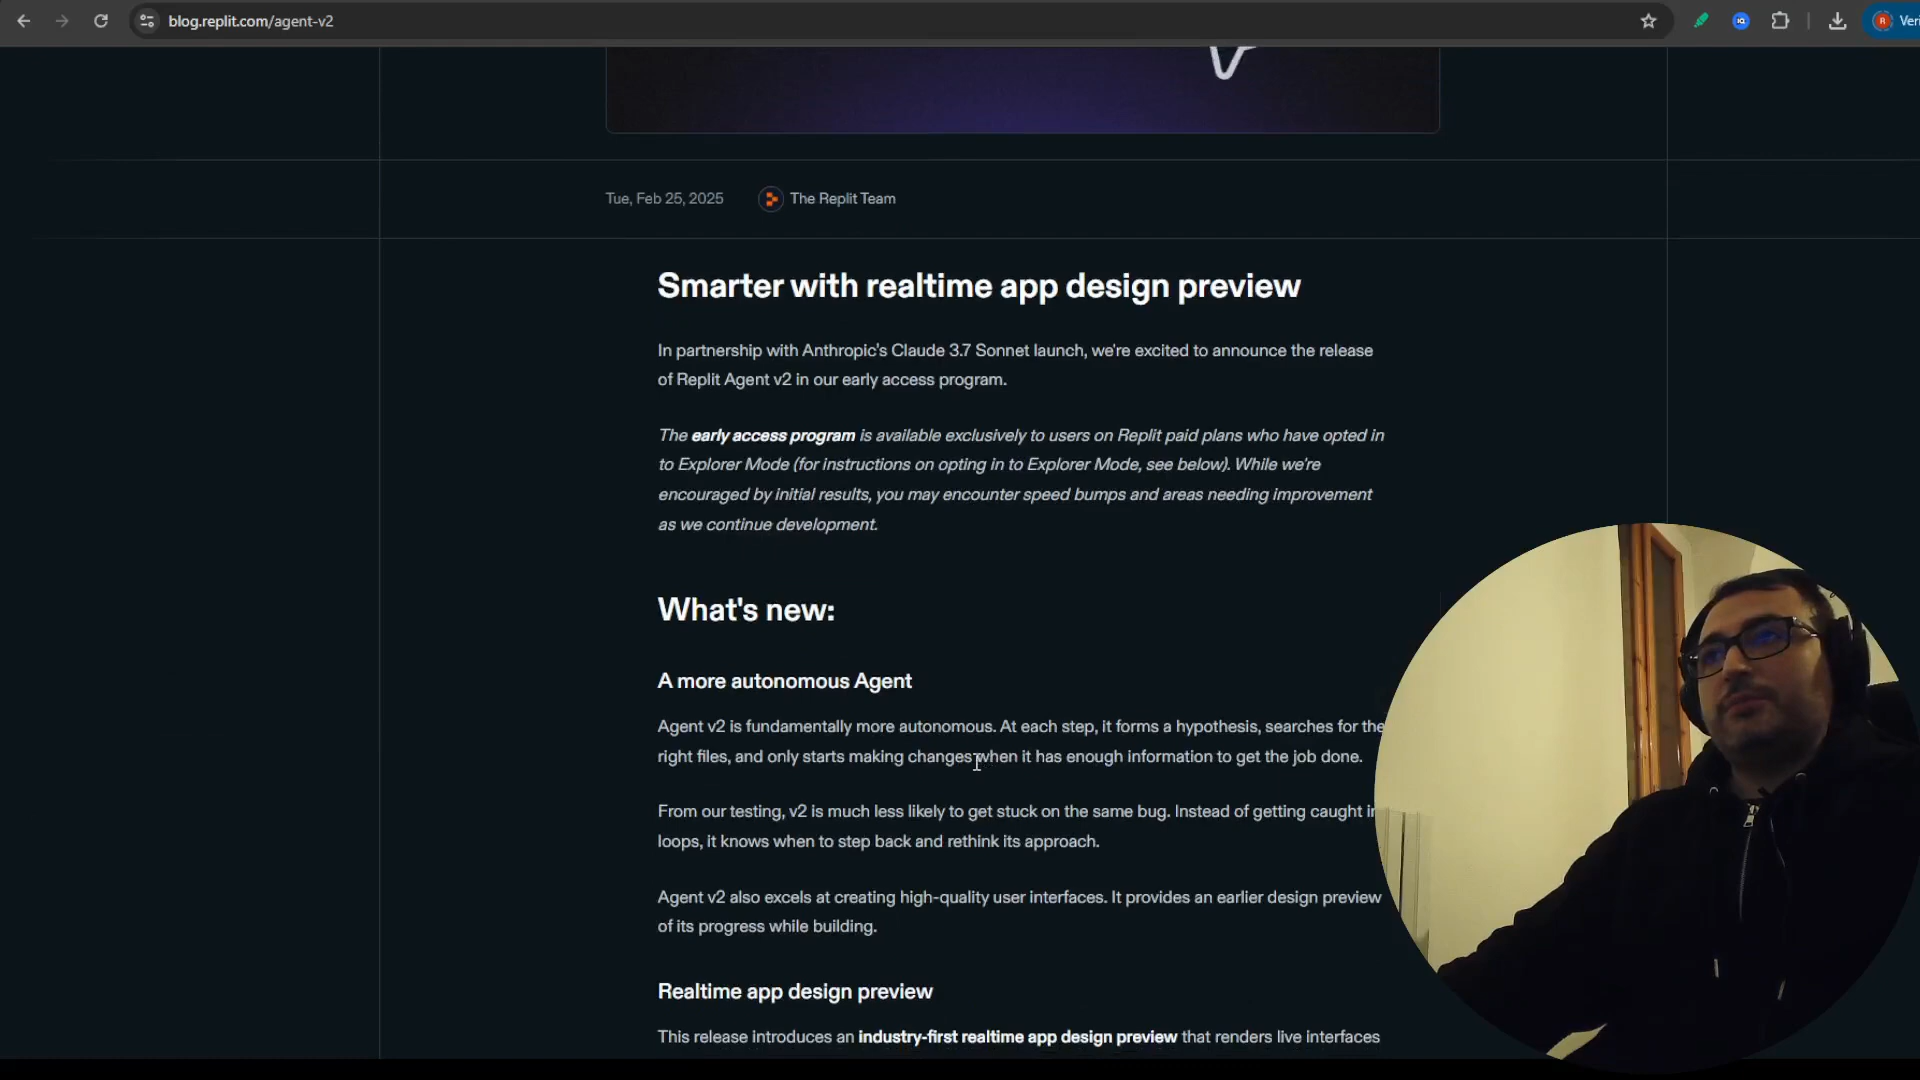 blog.replit.com/agent-v2
R
Veri
Tue, Feb 25, 2025
The Replit Team
Smarter with realtime app design preview
In partnership with Anthropic's Claude 3.7 Sonnet launch, we're excited to announce the release
of Replit Agent v2 in our early access program.
The early access program is available exclusively to users on Replit paid plans who have opted in
to Explorer Mode (for instructions on opting in to Explorer Mode, see below). While we're
encouraged by initial results, you may encounter speed bumps and areas needing improvement
as we continue development.
What's new:
A more autonomous Agent
Agent v2 is fundamentally more autonomous. At each step, it forms a hypothesis, searches for the
right files, and only starts making changes when it has enough information to get the job done.
From our testing, v2 is much less likely to get stuck on the same bug. Instead of getting caught in
loops, it knows when to step back and rethink its approach.
Agent v2 also excels at creating high-quality user interfaces. It provides an earlier design preview
of its progress while building.
Realtime app design preview
This release introduces an industry-first realtime app design preview that renders live interfaces